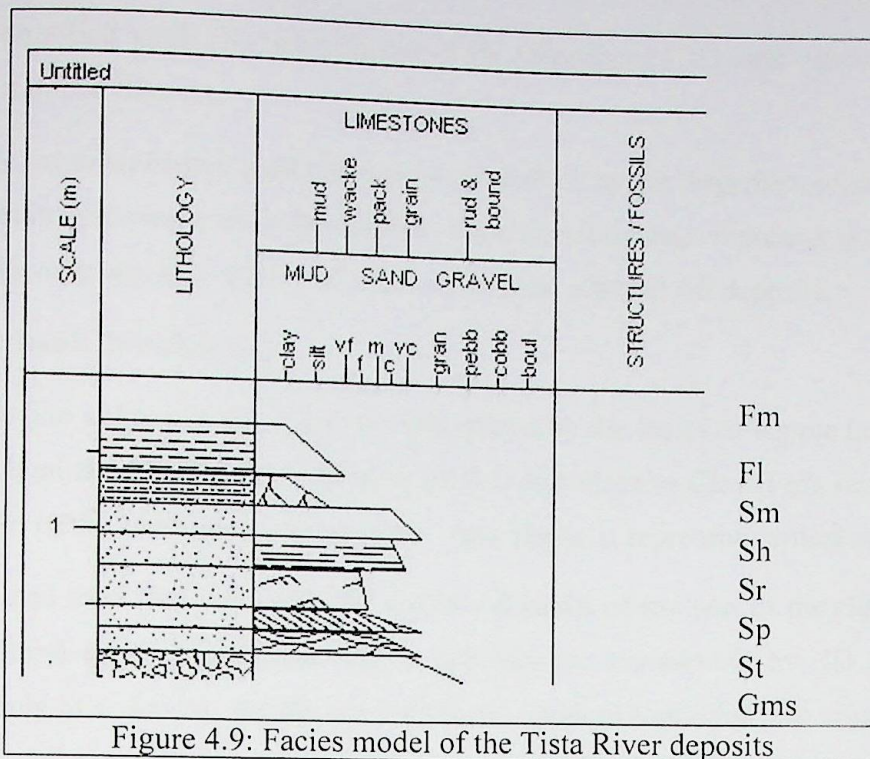 Untitled
SCALE (m)
LITHOLOGY
LIMESTONES
mud
wacke
pack
grain
rud &
bound
MUD SAND GRAVEL
clay
silt
vf
f
m
c
vc
gran
pebb
cobb
boul
STRUCTURES / FOSSILS
1
Fm
Fl
Sm
Sh
Sr
Sp
St
Gms
Figure 4.9: Facies model of the Tista River deposits